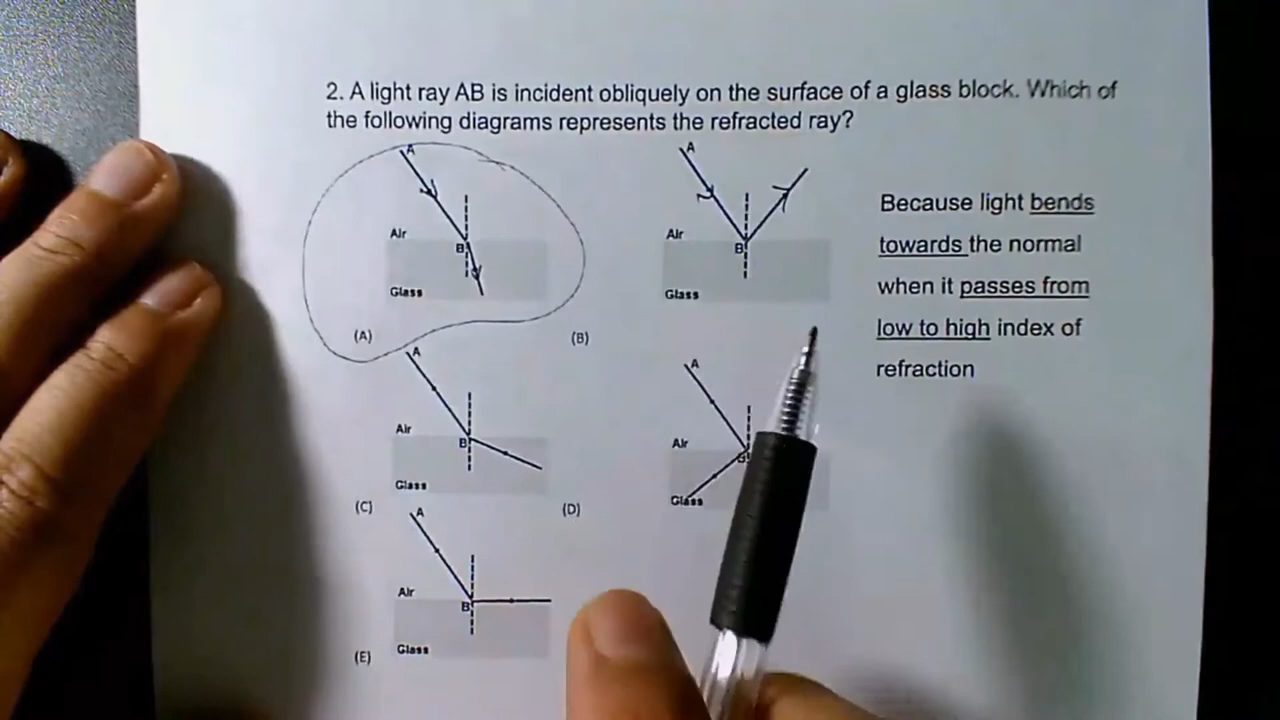 2. A light ray AB is incident obliquely on the surface of a glass block. Which of
the following diagrams represents the refracted ray?
A
Air
B
Glass
(A)
A
Air
B
Glass
(B)
Because light bends
towards the normal
when it passes from
low to high index of
refraction
A
Air
B
Glass
(C)
A
Air
B
Glass
(D)
A
Air
B
Glass
(E)